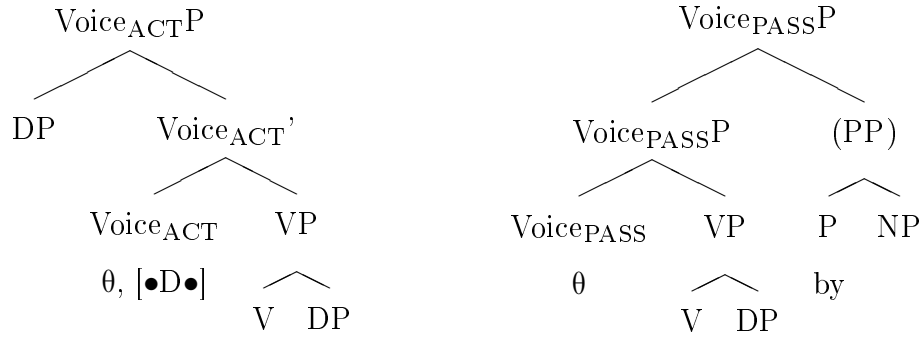 Voice_ACT P Voice_PASS P
DP Voice_ACT' Voice_PASS P (PP)
Voice_ACT VP Voice_PASS VP P NP
θ, [●D●] θ by
V DP V DP